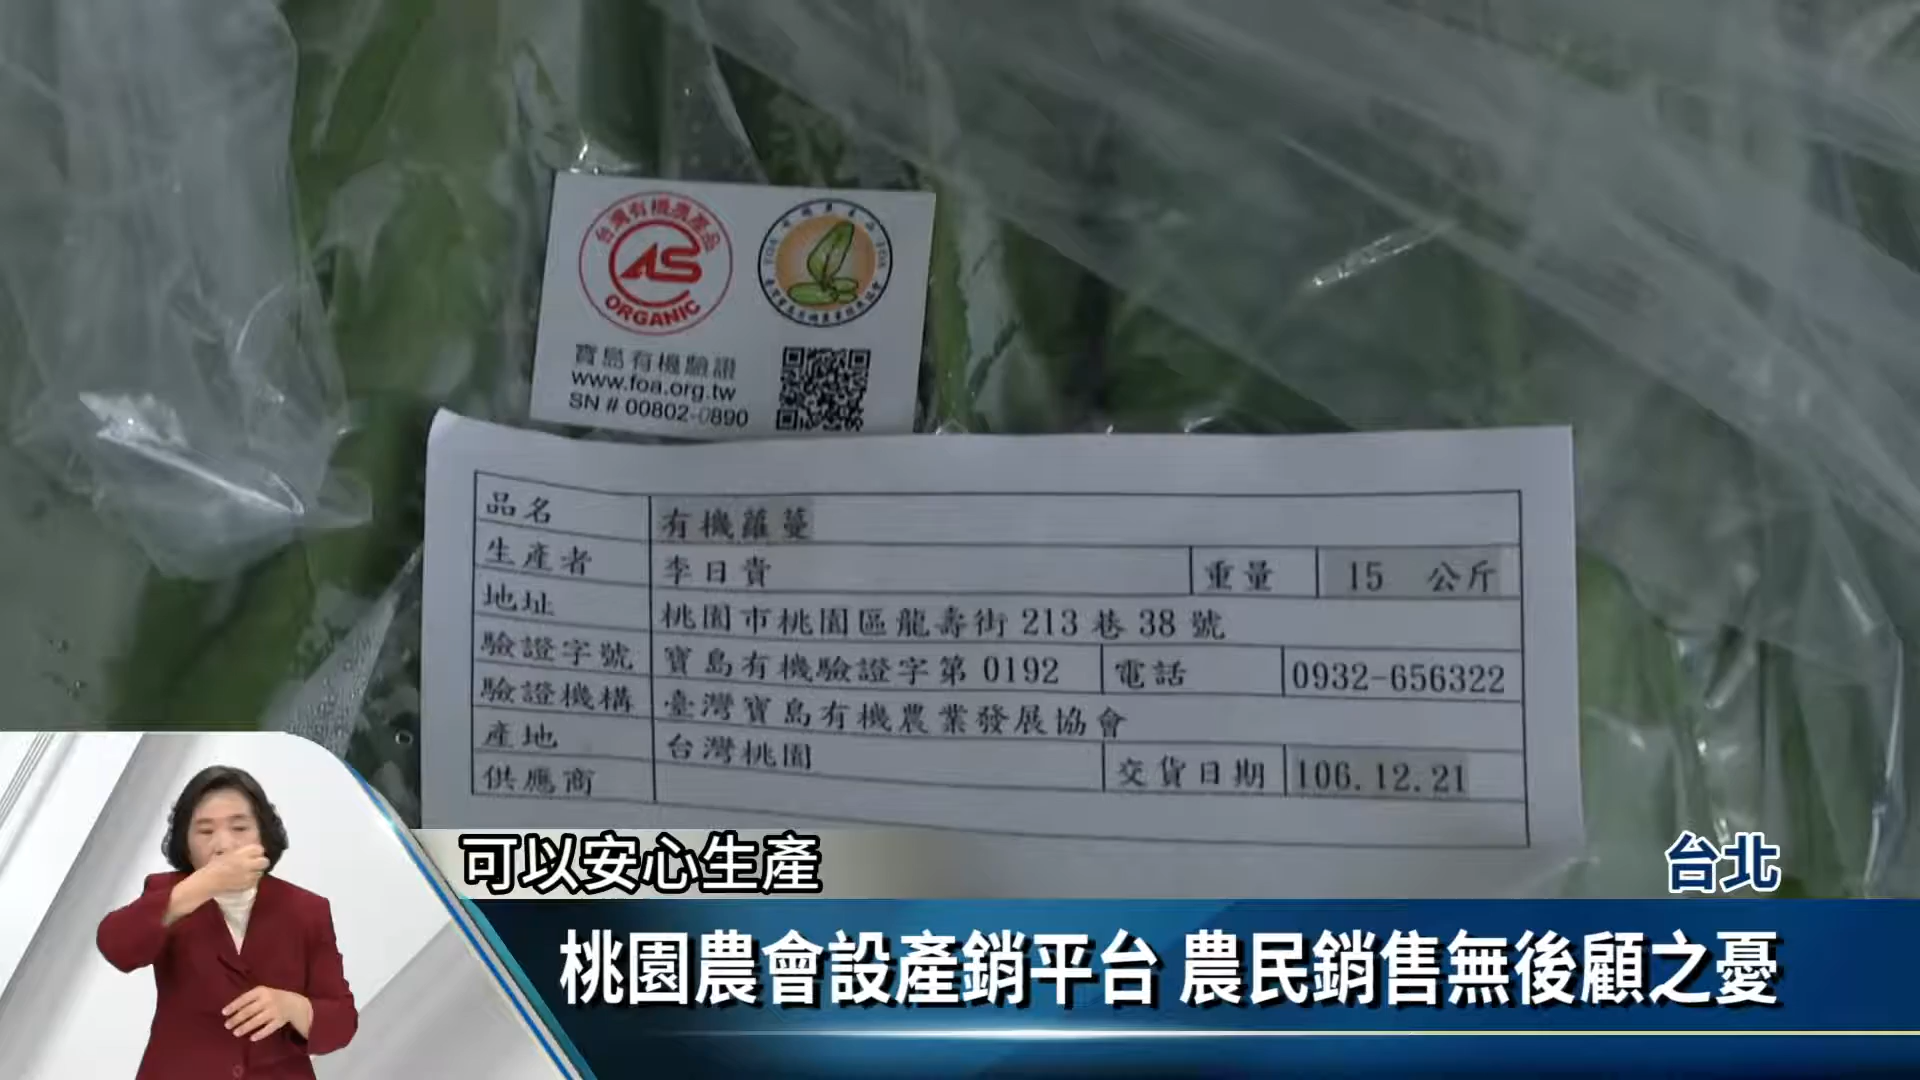 台灣有機農產品
ORGANIC
FOA
寶島有機驗證
www.foa.org.tw
SN # 00802-0890
品名 有機蘿蔓
生產者 李日貴 重量 15 公斤
地址 桃園市桃園區龍壽街 213 巷 38 號
驗證字號 寶島有機驗證字第 0192 電話 0932-656322
驗證機構 臺灣寶島有機農業發展協會
產地 台灣桃園 交貨日期 106.12.21
供應商
可以安心生產
台北
桃園農會設產銷平台 農民銷售無後顧之憂